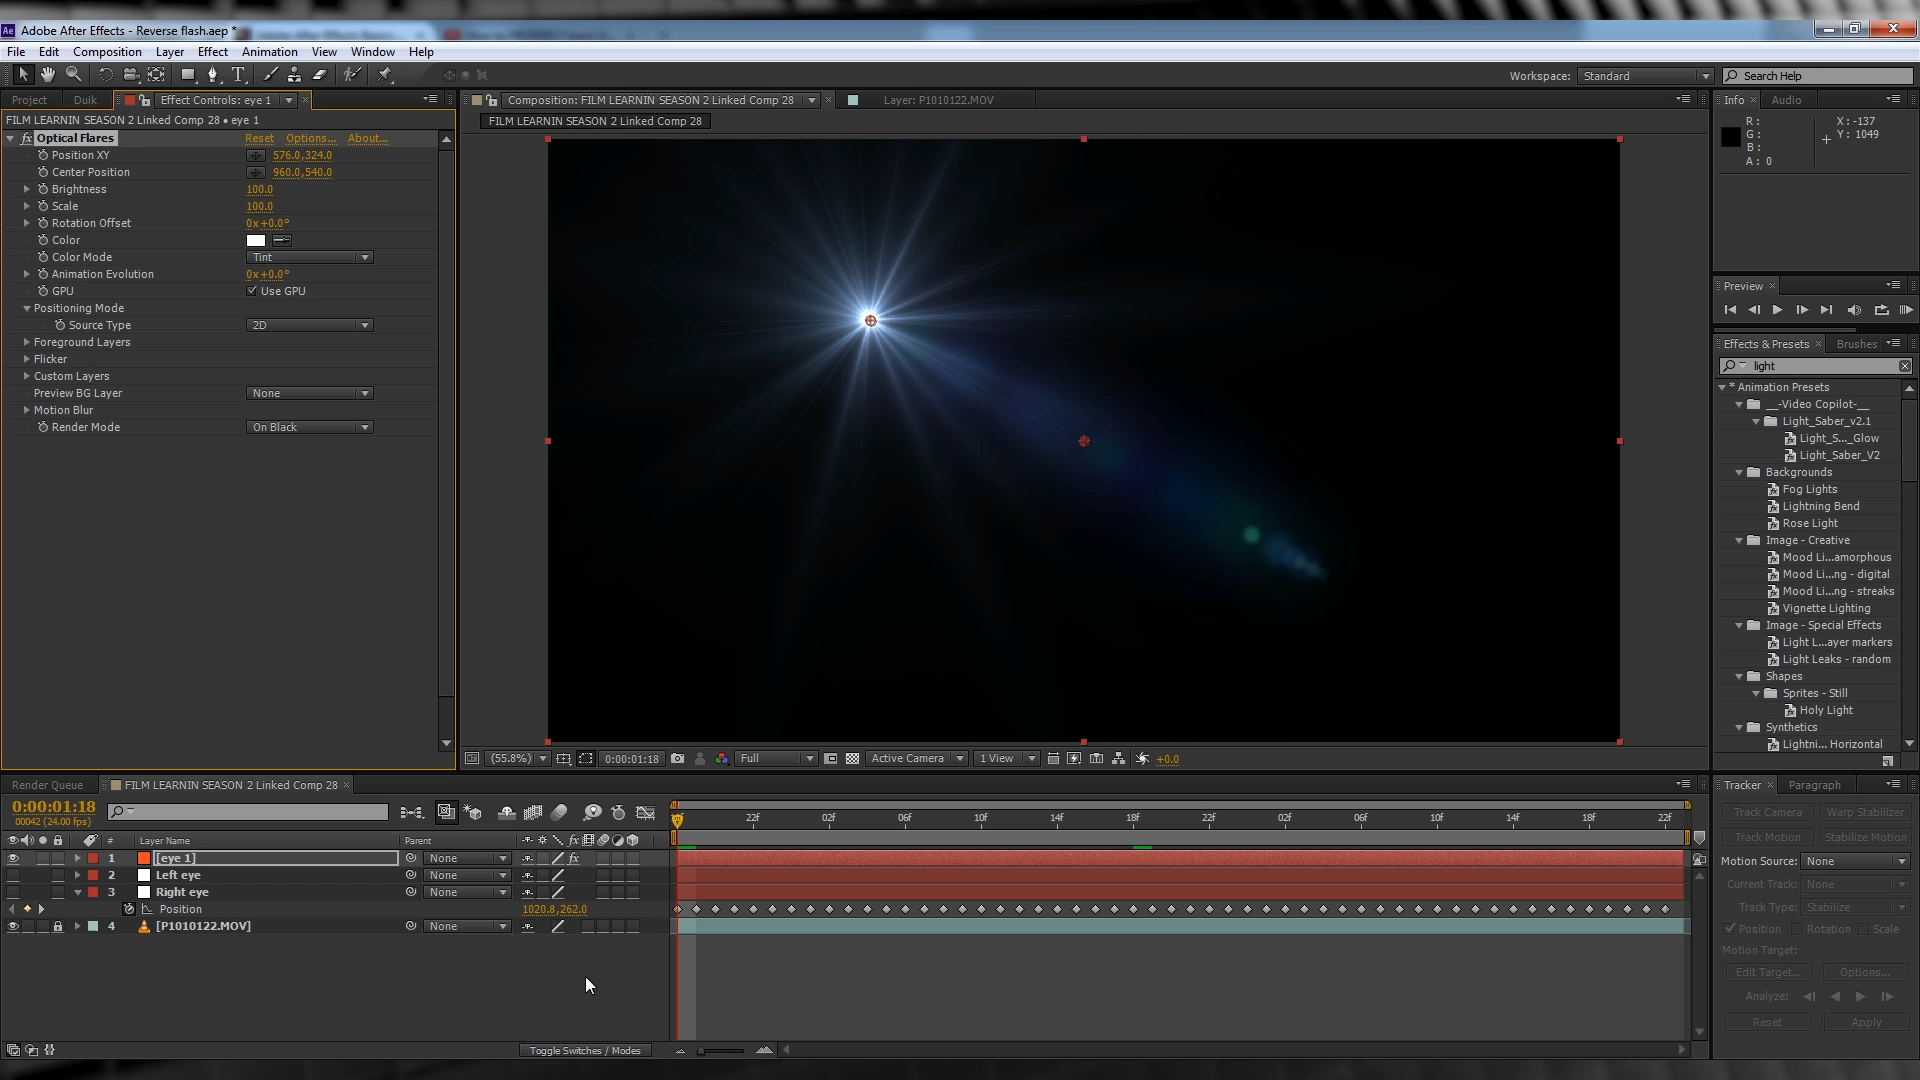 Adobe After Effects - Reverse flash.aep *
File Edit Composition Layer Effect Animation View Window Help
Workspace: Standard Search Help
Project Duik Effect Controls: eye 1
Composition: FILM LEARNIN SEASON 2 Linked Comp 28 Layer: P1010122.MOV
Info Audio
FILM LEARNIN SEASON 2 Linked Comp 28 • eye 1
FILM LEARNIN SEASON 2 Linked Comp 28
R :
G :
B :
A : 0
X : -137
Y : 1049
fx Optical Flares Reset Options... About...
Position XY 576.0,324.0
Center Position 960.0,540.0
Brightness 100.0
Scale 100.0
Rotation Offset 0x+0.0°
Color
Color Mode Tint
Animation Evolution 0x+0.0°
GPU Use GPU
Positioning Mode
Source Type 2D
Foreground Layers
Flicker
Custom Layers
Preview BG Layer None
Motion Blur
Render Mode On Black
Preview
Effects & Presets Brushes
light
* Animation Presets
__-Video Copilot-__
Light_Saber_v2.1
Light_S..._Glow
Light_Saber_V2
Backgrounds
Fog Lights
Lightning Bend
Rose Light
Image - Creative
Mood Li...amorphous
Mood Li...ng - digital
Mood Li...ng - streaks
Vignette Lighting
Image - Special Effects
Light L...ayer markers
Light Leaks - random
Shapes
Sprites - Still
Holy Light
Synthetics
Lightni... Horizontal
(55.8%) 0:00:01:18 Full Active Camera 1 View +0.0
Render Queue FILM LEARNIN SEASON 2 Linked Comp 28
0:00:01:18
00042 (24.00 fps)
22f 02f 06f 10f 14f 18f 22f 02f 06f 10f 14f 18f 22f
# Layer Name Parent fx
1 [eye 1] None fx
2 Left eye None
3 Right eye None
Position 1020.8,262.0
4 [P1010122.MOV] None
Toggle Switches / Modes
Tracker Paragraph
Track Camera Warp Stabilizer
Track Motion Stabilize Motion
Motion Source: None
Current Track: None
Track Type: Stabilize
Position Rotation Scale
Motion Target:
Edit Target... Options...
Analyze:
Reset Apply